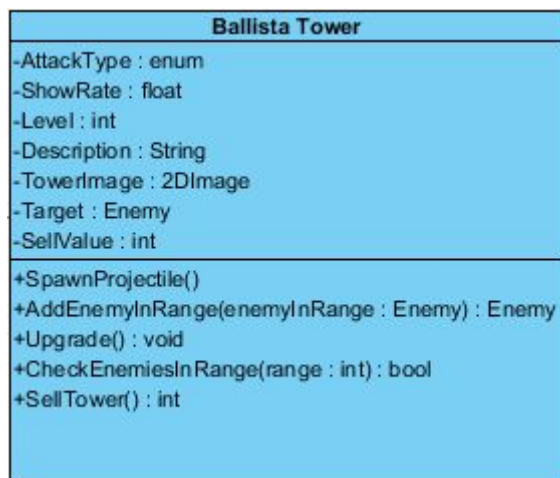 Ballista Tower
-AttackType : enum
-ShowRate : float
-Level : int
-Description : String
-TowerImage : 2DImage
-Target : Enemy
-SellValue : int
+SpawnProjectile()
+AddEnemyInRange(enemyInRange : Enemy) : Enemy
+Upgrade() : void
+CheckEnemiesInRange(range : int) : bool
+SellTower() : int